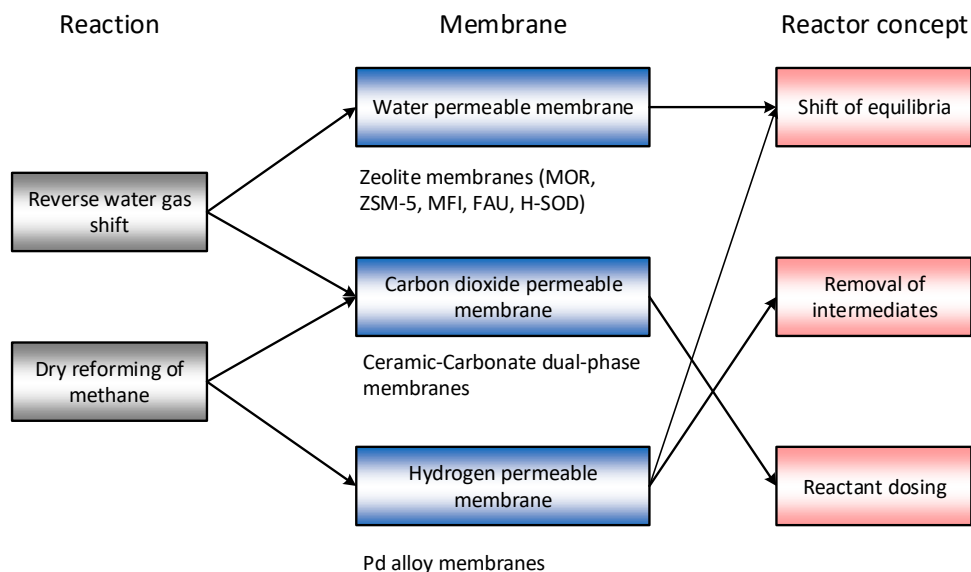 Reaction
Membrane
Reactor concept
Water permeable membrane
Shift of equilibria
Zeolite membranes (MOR,
ZSM-5, MFI, FAU, H-SOD)
Reverse water gas
shift
Carbon dioxide permeable
membrane
Removal of
intermediates
Ceramic-Carbonate dual-phase
membranes
Dry reforming of
methane
Hydrogen permeable
membrane
Reactant dosing
Pd alloy membranes